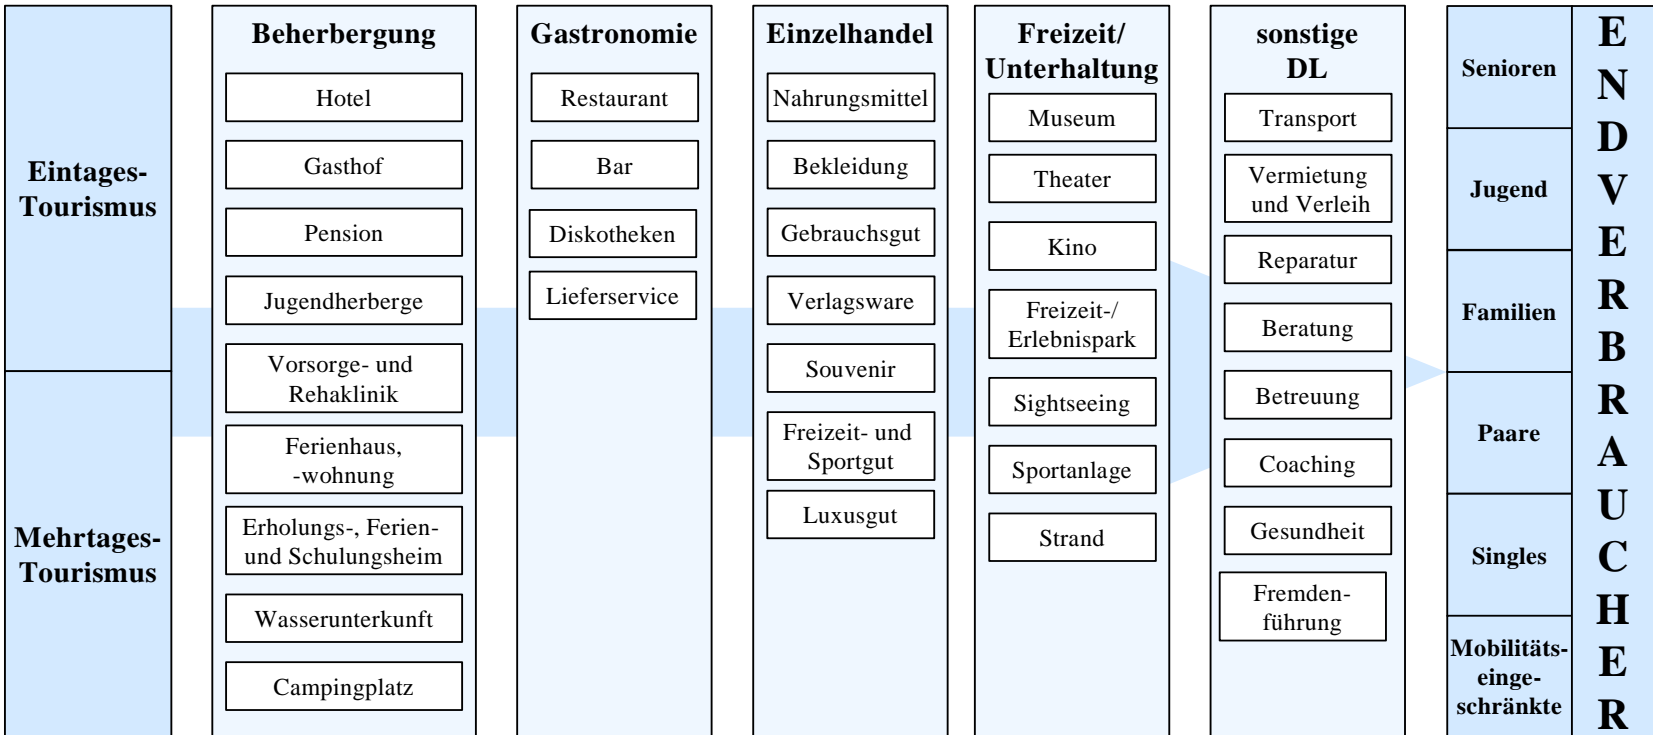 Eintages-
Tourismus
Mehrtages-
Tourismus
Beherbergung
Hotel
Gasthof
Pension
Jugendherberge
Vorsorge- und
Rehaklinik
Ferienhaus,
-wohnung
Erholungs-, Ferien-
und Schulungsheim
Wasserunterkunft
Campingplatz
Gastronomie
Restaurant
Bar
Diskotheken
Lieferservice
Einzelhandel
Nahrungsmittel
Bekleidung
Gebrauchsgut
Verlagsware
Souvenir
Freizeit- und
Sportgut
Luxusgut
Freizeit/
Unterhaltung
Museum
Theater
Kino
Freizeit-/
Erlebnispark
Sightseeing
Sportanlage
Strand
sonstige
DL
Transport
Vermietung
und Verleih
Reparatur
Beratung
Betreuung
Coaching
Gesundheit
Fremden-
führung
Senioren
Jugend
Familien
Paare
Singles
Mobilitäts-
einge-
schränkte
ENDVERBRAUCHER